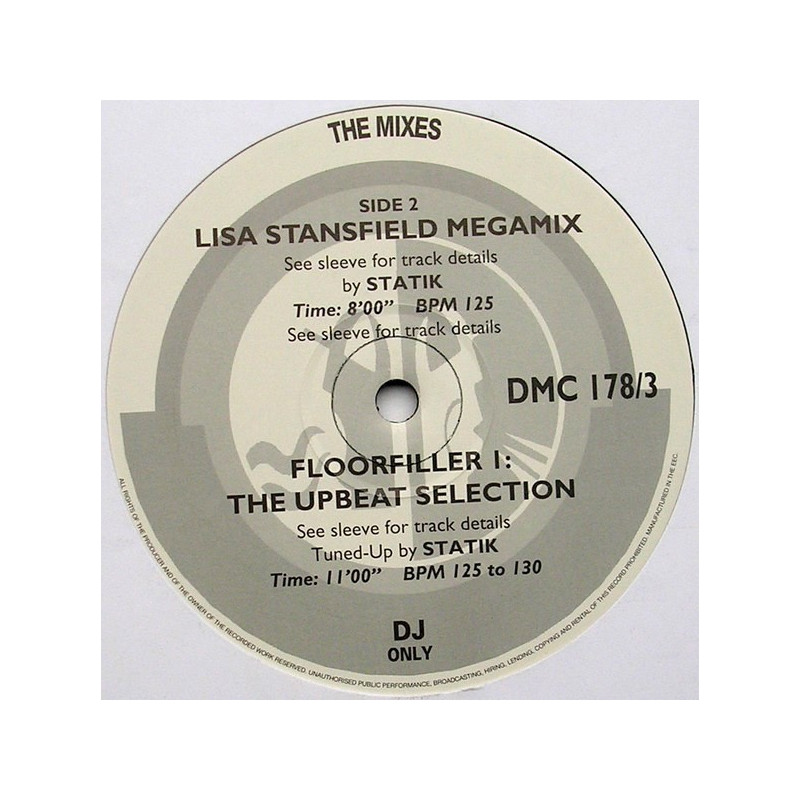 THE MIXES
SIDE 2
LISA STANSFIELD MEGAMIX
See sleeve for track details
by STATIK
Time: 8'00” BPM 125
See sleeve for track details
DMC 178/3
FLOORFILLER 1:
THE UPBEAT SELECTION
See sleeve for track details
Tuned-Up by STATIK
Time: 11'00” BPM 125 to 130
DJ
ONLY
ALL RIGHTS OF THE PRODUCER AND OF THE OWNER OF THE RECORDED WORK RESERVED. UNAUTHORISED PUBLIC PERFORMANCE, BROADCASTING, HIRING, LENDING, COPYING AND RENTAL OF THIS RECORD PROHIBITED. MANUFACTURED IN THE EEC.